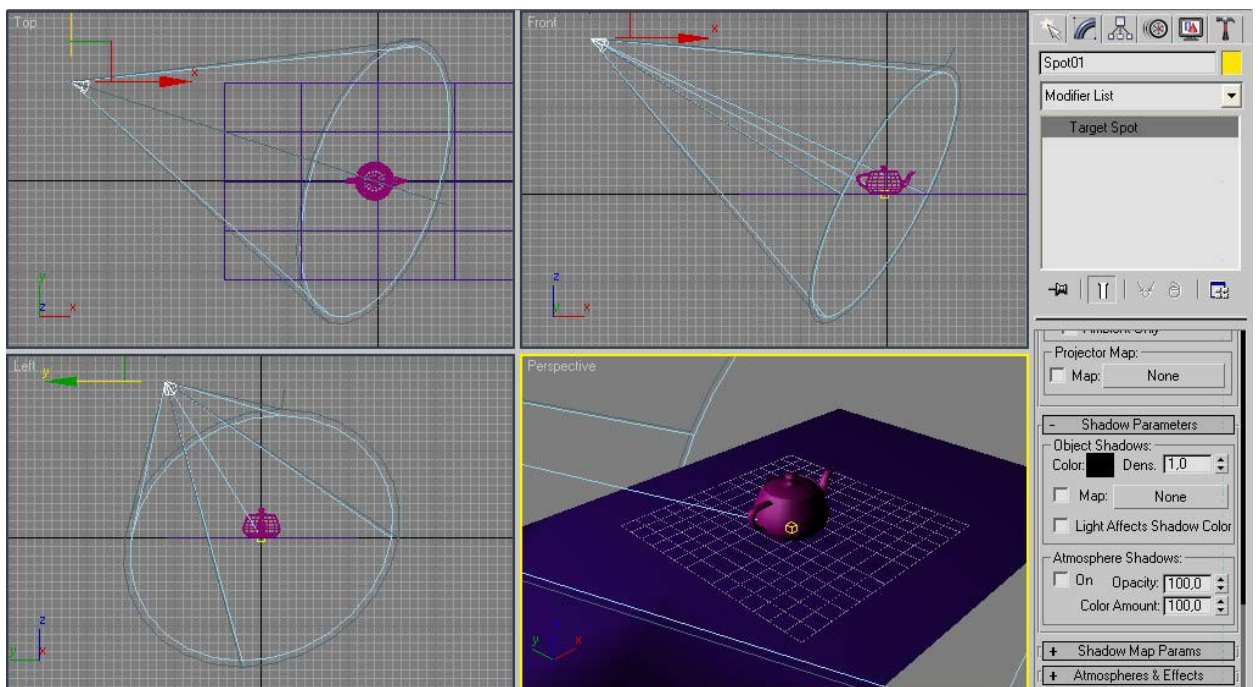 Top
x
y
z
x
Front
x
z
y
x
Left
y
z
y
x
Perspective
z
y
x
Spot01
Modifier List
Target Spot
Ambient Only
Projector Map:
Map: None
- Shadow Parameters
Object Shadows:
Color: Dens. 1,0
Map: None
Light Affects Shadow Color
Atmosphere Shadows:
On Opacity: 100,0
Color Amount: 100,0
+ Shadow Map Params
+ Atmospheres & Effects